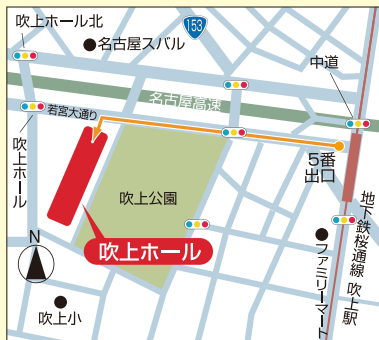 吹上ホール北
名古屋スバル
153
中道
名古屋高速
若宮大通り
吹上ホール
5番
出口
吹上公園
吹上ホール
地下鉄桜通線 吹上駅
ファミリーマート
N
吹上小